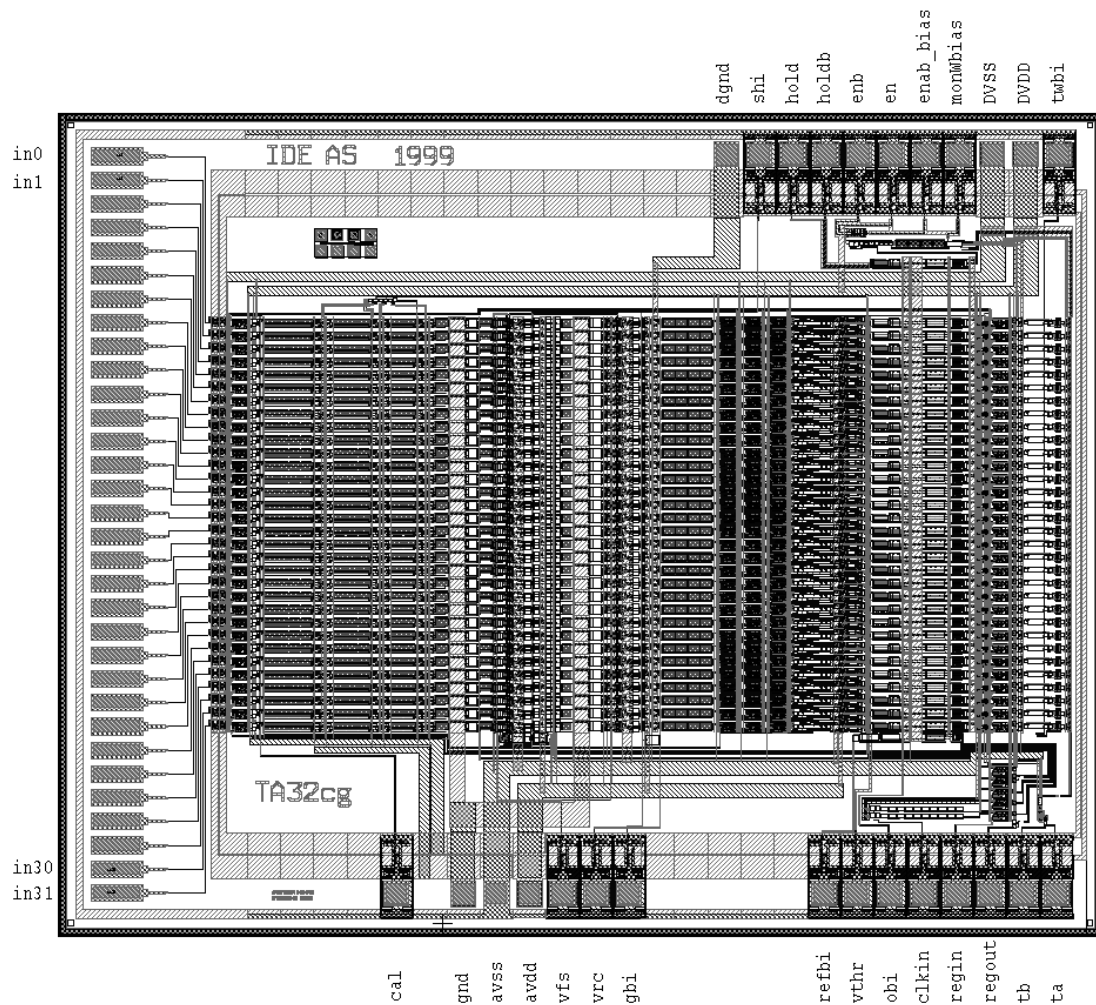 dgnd
shi
hold
holdb
enb
en
enab_bias
monWbias
DVSS
DVDD
twbi
in0
in1
IDE AS 1999
TA32cg
in30
in31
cal
gnd
avss
avdd
vfs
vrc
gbi
refbi
vthr
obi
clkin
regin
regout
tb
ta